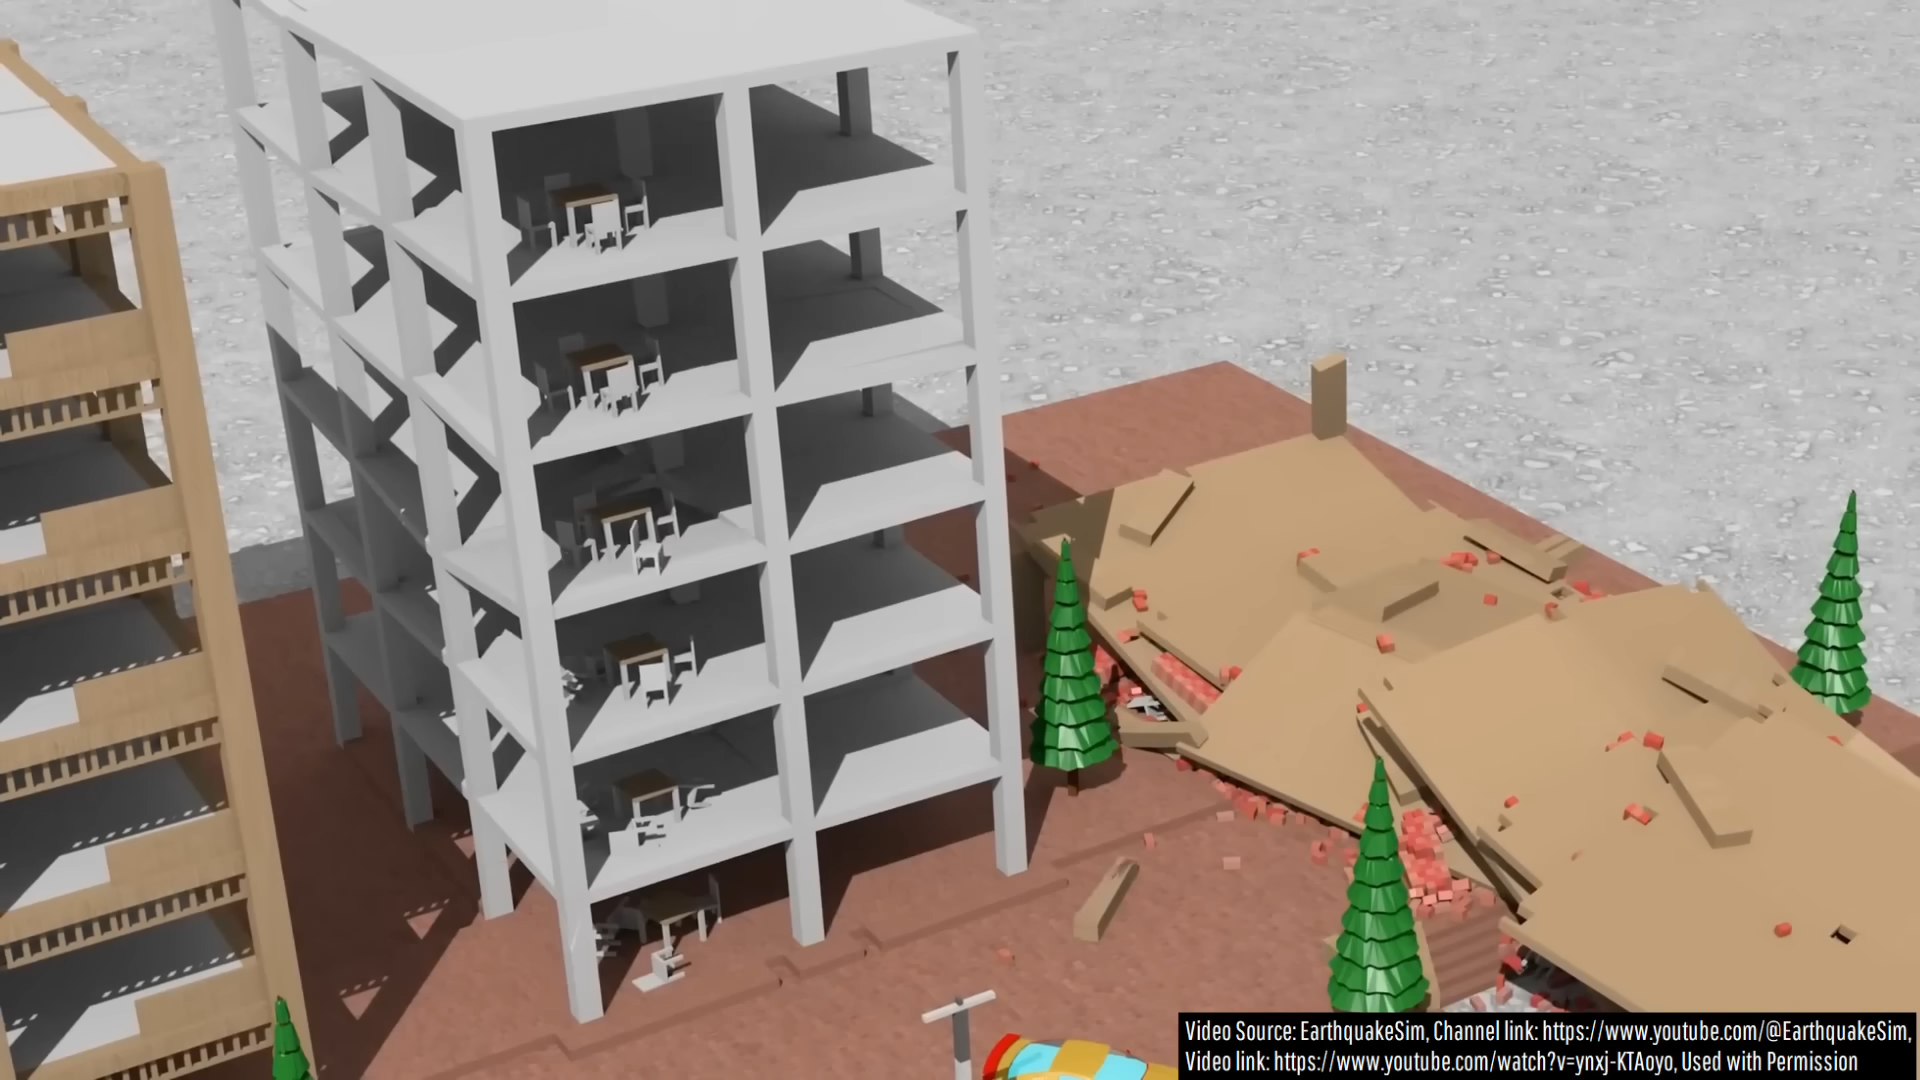 Video Source: EarthquakeSim, Channel link: https://www.youtube.com/@EarthquakeSim,
Video link: https://www.youtube.com/watch?v=ynxj-KTAoyo, Used with Permission